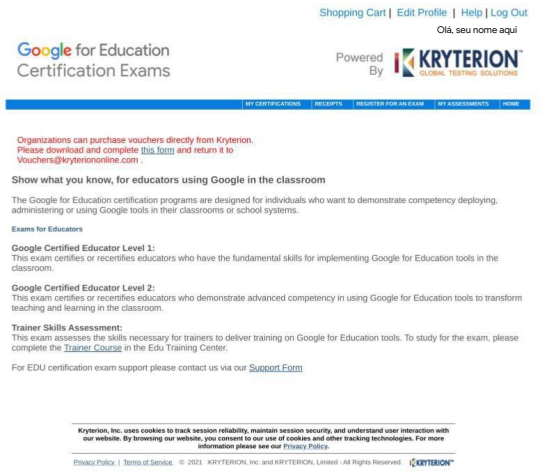 Shopping Cart | Edit Profile | Help | Log Out
Olá, seu nome aqui
Google for Education
Certification Exams
Powered
By
KRYTERION™
GLOBAL TESTING SOLUTIONS
MY CERTIFICATIONS RECEIPTS REGISTER FOR AN EXAM MY ASSESSMENTS HOME
Organizations can purchase vouchers directly from Kryterion.
Please download and complete this form and return it to
Vouchers@kryteriononline.com .
Show what you know, for educators using Google in the classroom
The Google for Education certification programs are designed for individuals who want to demonstrate competency deploying,
administering or using Google tools in their classrooms or school systems.
Exams for Educators
Google Certified Educator Level 1:
This exam certifies or recertifies educators who have the fundamental skills for implementing Google for Education tools in the
classroom.
Google Certified Educator Level 2:
This exam certifies or recertifies educators who demonstrate advanced competency in using Google for Education tools to transform
teaching and learning in the classroom.
Trainer Skills Assessment:
This exam assesses the skills necessary for trainers to deliver training on Google for Education tools. To study for the exam, please
complete the Trainer Course in the Edu Training Center.
For EDU certification exam support please contact us via our Support Form
Kryterion, Inc. uses cookies to track session reliability, maintain session security, and understand user interaction with
our website. By browsing our website, you consent to our use of cookies and other tracking technologies. For more
information please see our Privacy Policy.
Privacy Policy | Terms of Service © 2021 KRYTERION, Inc. and KRYTERION, Limited - All Rights Reserved. KRYTERION™